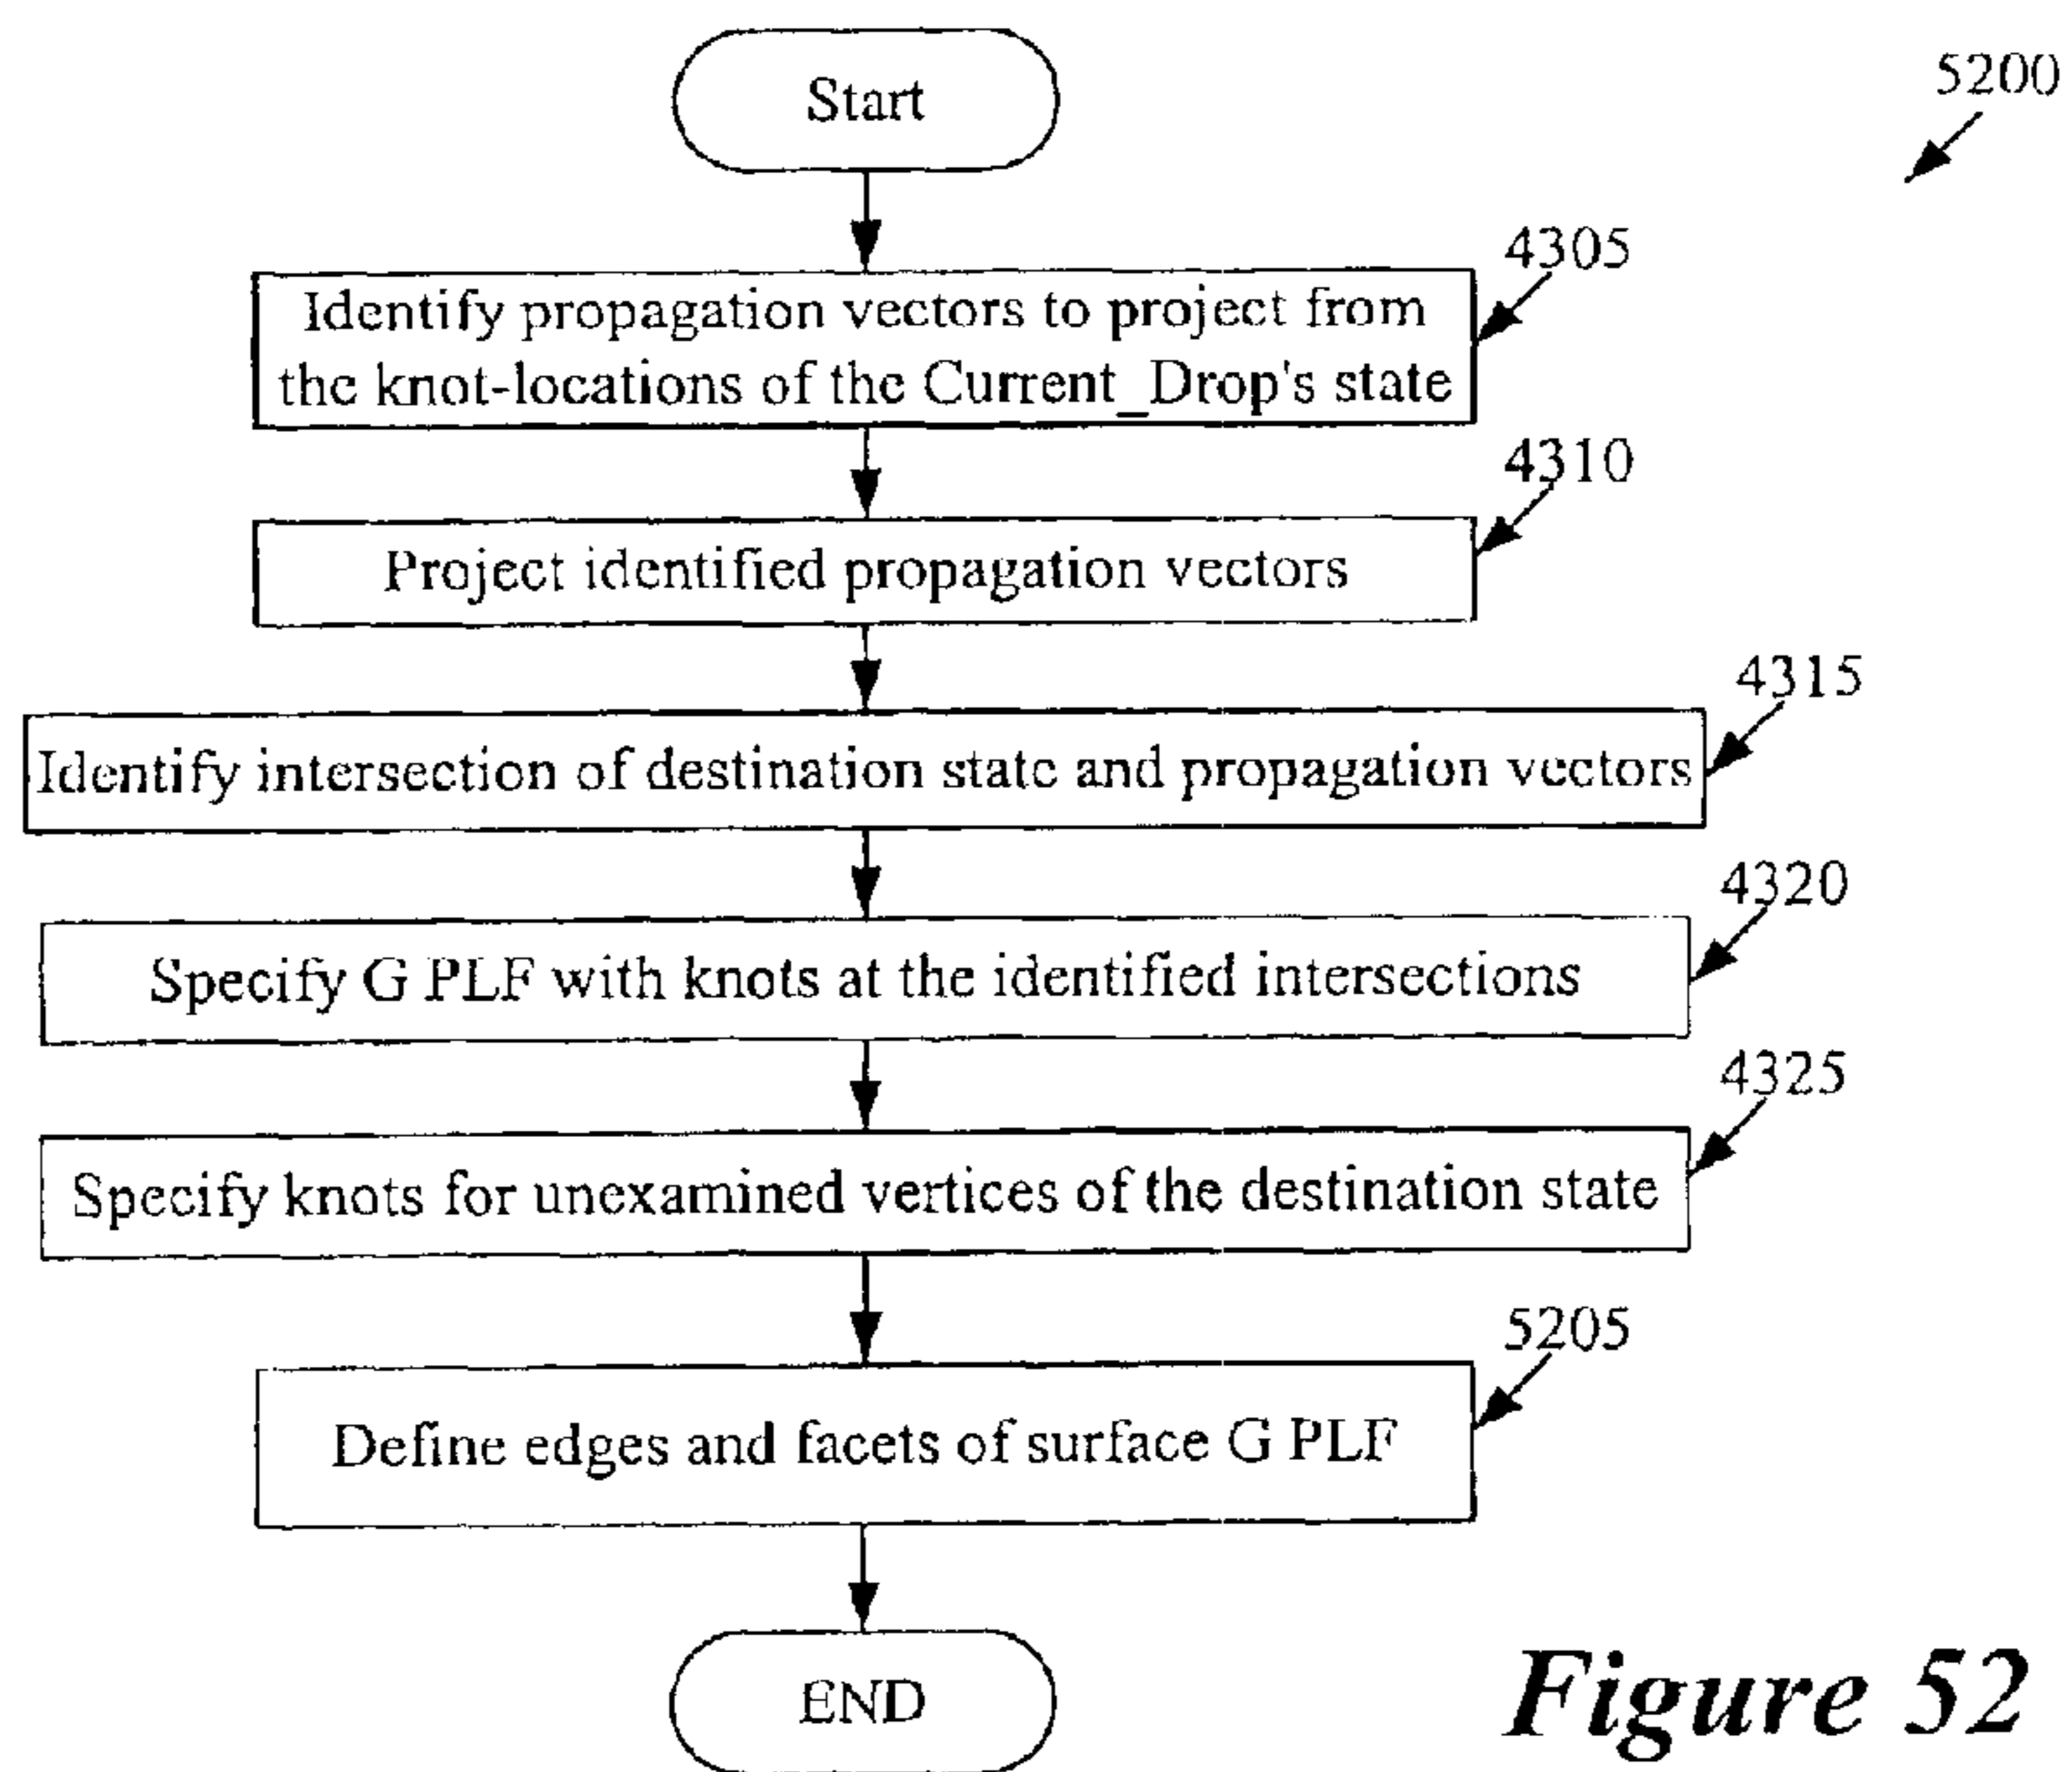 Start
5200
4305
Identify propagation vectors to project from
the knot-locations of the Current_Drop's state
4310
Project identified propagation vectors
4315
Identify intersection of destination state and propagation vectors
4320
Specify G PLF with knots at the identified intersections
4325
Specify knots for unexamined vertices of the destination state
5205
Define edges and facets of surface G PLF
END
Figure 52